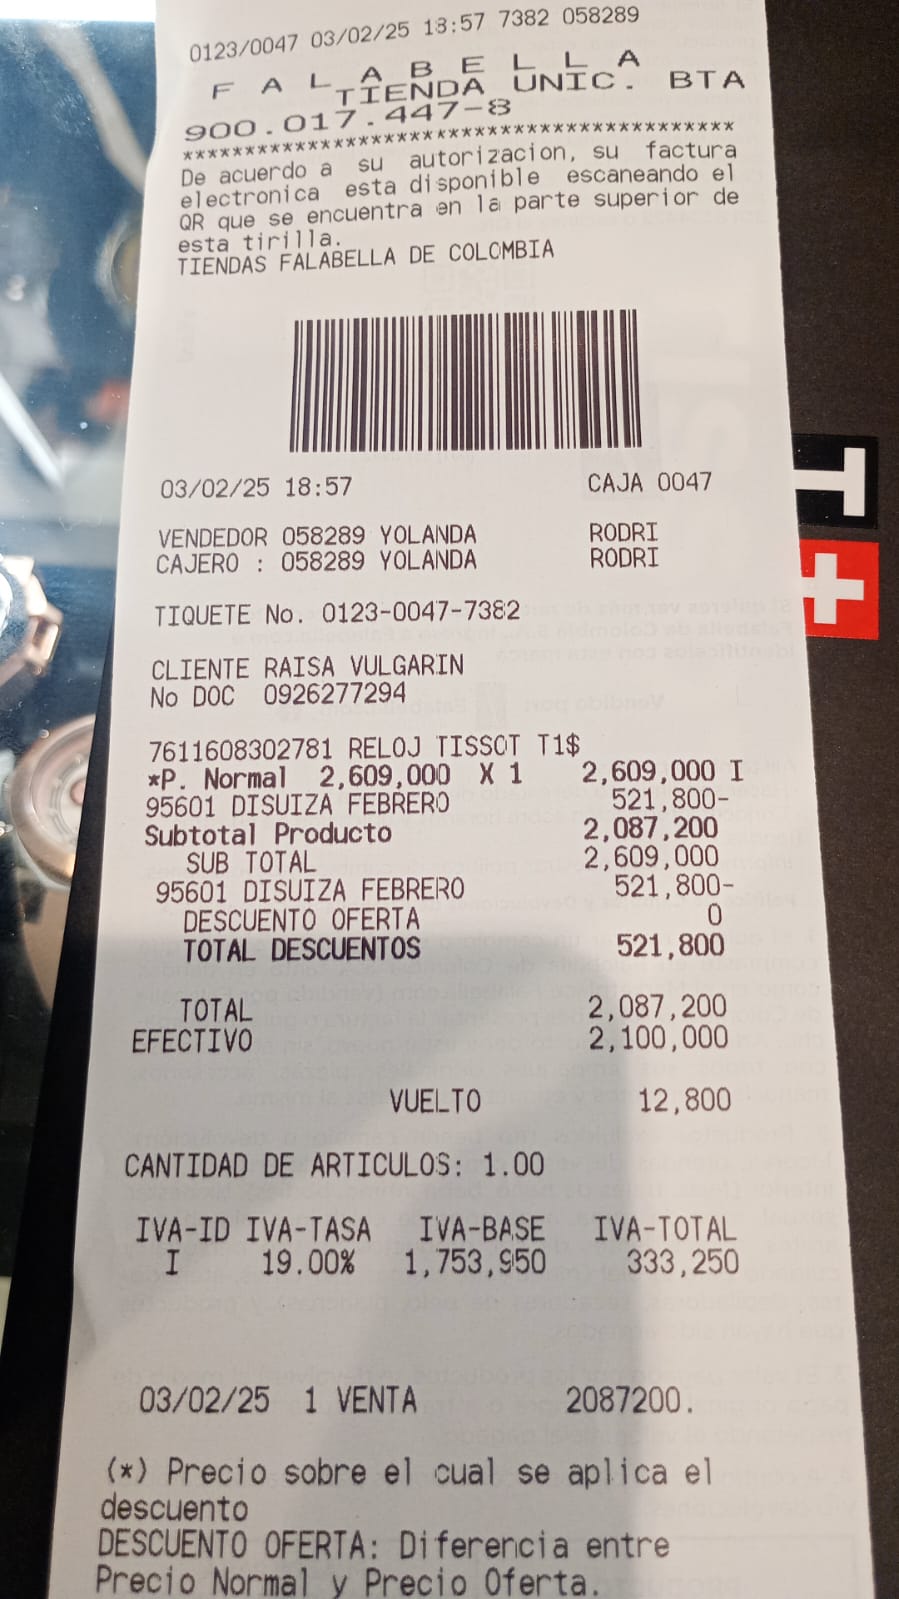 0123/0047 03/02/25 18:57 7382 058289
F A L A B E L L A
TIENDA UNIC. BTA
900.017.447-8
********************************************
De acuerdo a su autorizacion, su factura
electronica esta disponible escaneando el
QR que se encuentra en la parte superior de
esta tirilla.
TIENDAS FALABELLA DE COLOMBIA
03/02/25 18:57 CAJA 0047
VENDEDOR 058289 YOLANDA RODRI
CAJERO : 058289 YOLANDA RODRI
TIQUETE No. 0123-0047-7382
CLIENTE RAISA VULGARIN
No DOC 0926277294
7611608302781 RELOJ TISSOT T1$
*P. Normal 2,609,000 X 1 2,609,000 I
95601 DISUIZA FEBRERO 521,800-
Subtotal Producto 2,087,200
SUB TOTAL 2,609,000
95601 DISUIZA FEBRERO 521,800-
DESCUENTO OFERTA 0
TOTAL DESCUENTOS 521,800
TOTAL 2,087,200
EFECTIVO 2,100,000
VUELTO 12,800
CANTIDAD DE ARTICULOS: 1.00
IVA-ID IVA-TASA IVA-BASE IVA-TOTAL
I 19.00% 1,753,950 333,250
03/02/25 1 VENTA 2087200.
(*) Precio sobre el cual se aplica el
descuento
DESCUENTO OFERTA: Diferencia entre
Precio Normal y Precio Oferta.